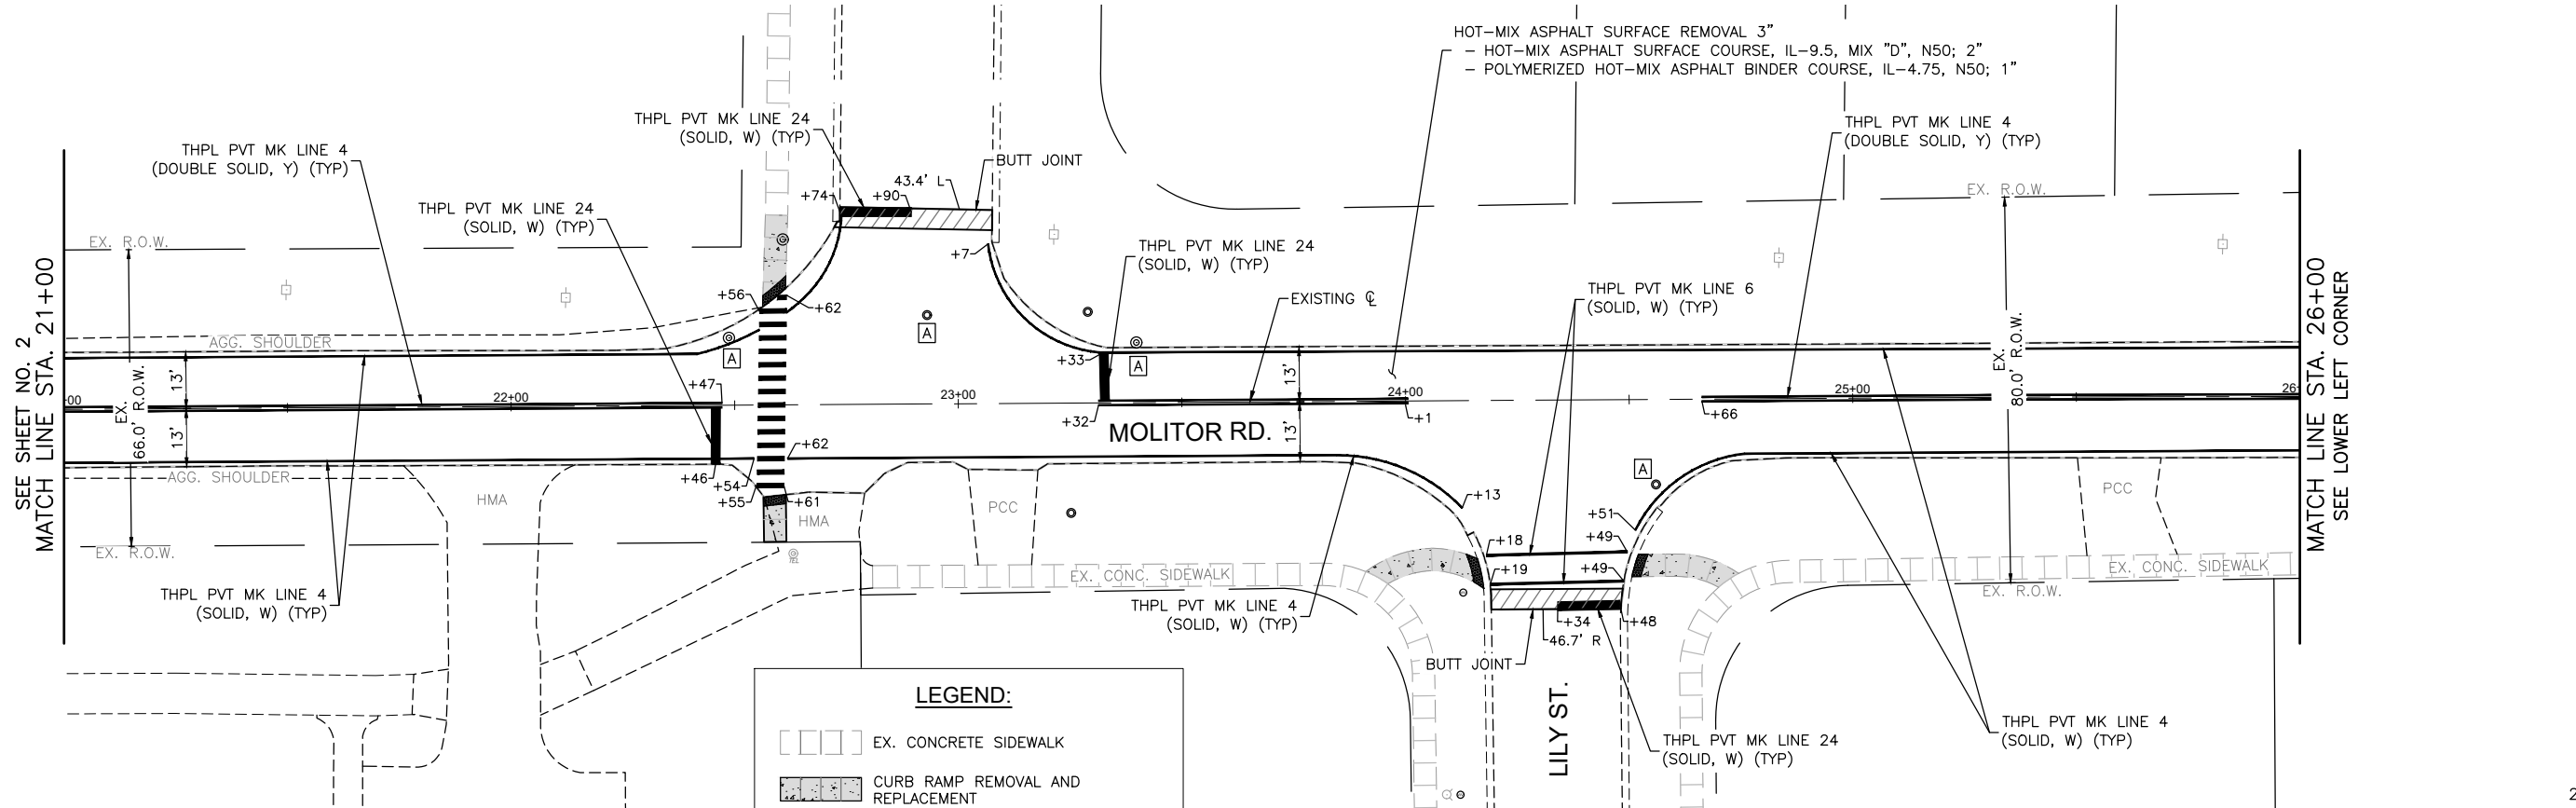 HOT-MIX ASPHALT SURFACE REMOVAL 3"
- HOT-MIX ASPHALT SURFACE COURSE, IL-9.5, MIX "D", N50; 2"
- POLYMERIZED HOT-MIX ASPHALT BINDER COURSE, IL-4.75, N50; 1"
THPL PVT MK LINE 24
(SOLID, W) (TYP)
THPL PVT MK LINE 4
(DOUBLE SOLID, Y) (TYP)
THPL PVT MK LINE 4
(DOUBLE SOLID, Y) (TYP)
BUTT JOINT
43.4' L
+74
+90
EX. R.O.W.
THPL PVT MK LINE 24
(SOLID, W) (TYP)
EX. R.O.W.
+7
THPL PVT MK LINE 24
(SOLID, W) (TYP)
SEE SHEET NO. 2
MATCH LINE STA. 21+00
+56
+62
EXISTING ℄
THPL PVT MK LINE 6
(SOLID, W) (TYP)
MATCH LINE STA. 26+00
SEE LOWER LEFT CORNER
AGG. SHOULDER
A
A
A
+33
EX.
66.0' R.O.W.
13'
13'
+47
13'
13'
EX.
80.0' R.O.W.
00
22+00
23+00
24+00
25+00
26
+32
+1
+66
MOLITOR RD.
+62
+46
+54
+55
+61
AGG. SHOULDER
HMA
HMA
PCC
A
PCC
+13
+51
EX. R.O.W.
TEL
+18
+49
+19
+49
EX. CONC. SIDEWALK
EX. CONC. SIDEWALK
EX. R.O.W.
THPL PVT MK LINE 4
(SOLID, W) (TYP)
THPL PVT MK LINE 4
(SOLID, W) (TYP)
+34
+48
46.7' R
BUTT JOINT
LILY ST.
THPL PVT MK LINE 24
(SOLID, W) (TYP)
THPL PVT MK LINE 4
(SOLID, W) (TYP)
LEGEND:
EX. CONCRETE SIDEWALK
CURB RAMP REMOVAL AND
REPLACEMENT
2